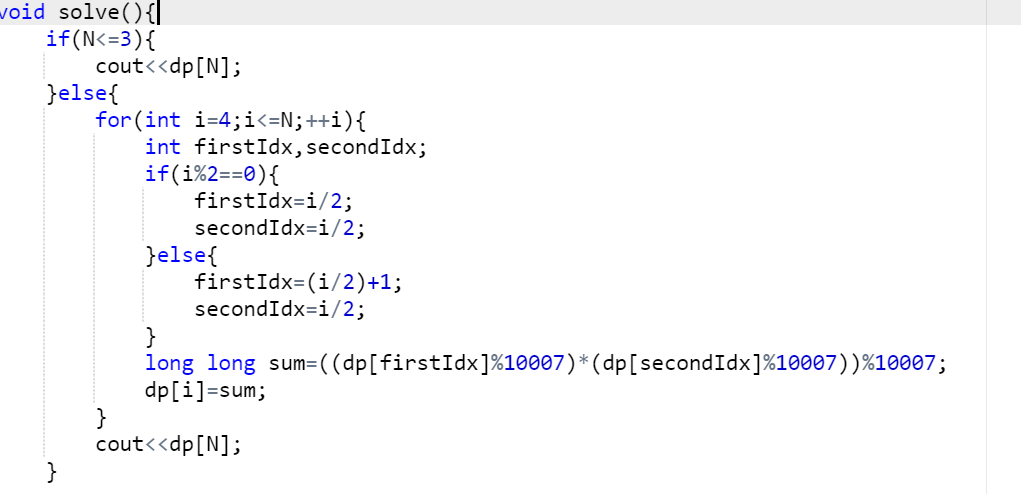 void solve(){
    if(N<=3){
        cout<<dp[N];
    }else{
        for(int i=4;i<=N;++i){
            int firstIdx,secondIdx;
            if(i%2==0){
                firstIdx=i/2;
                secondIdx=i/2;
            }else{
                firstIdx=(i/2)+1;
                secondIdx=i/2;
            }
            long long sum=((dp[firstIdx]%10007)*(dp[secondIdx]%10007))%10007;
            dp[i]=sum;
        }
        cout<<dp[N];
    }